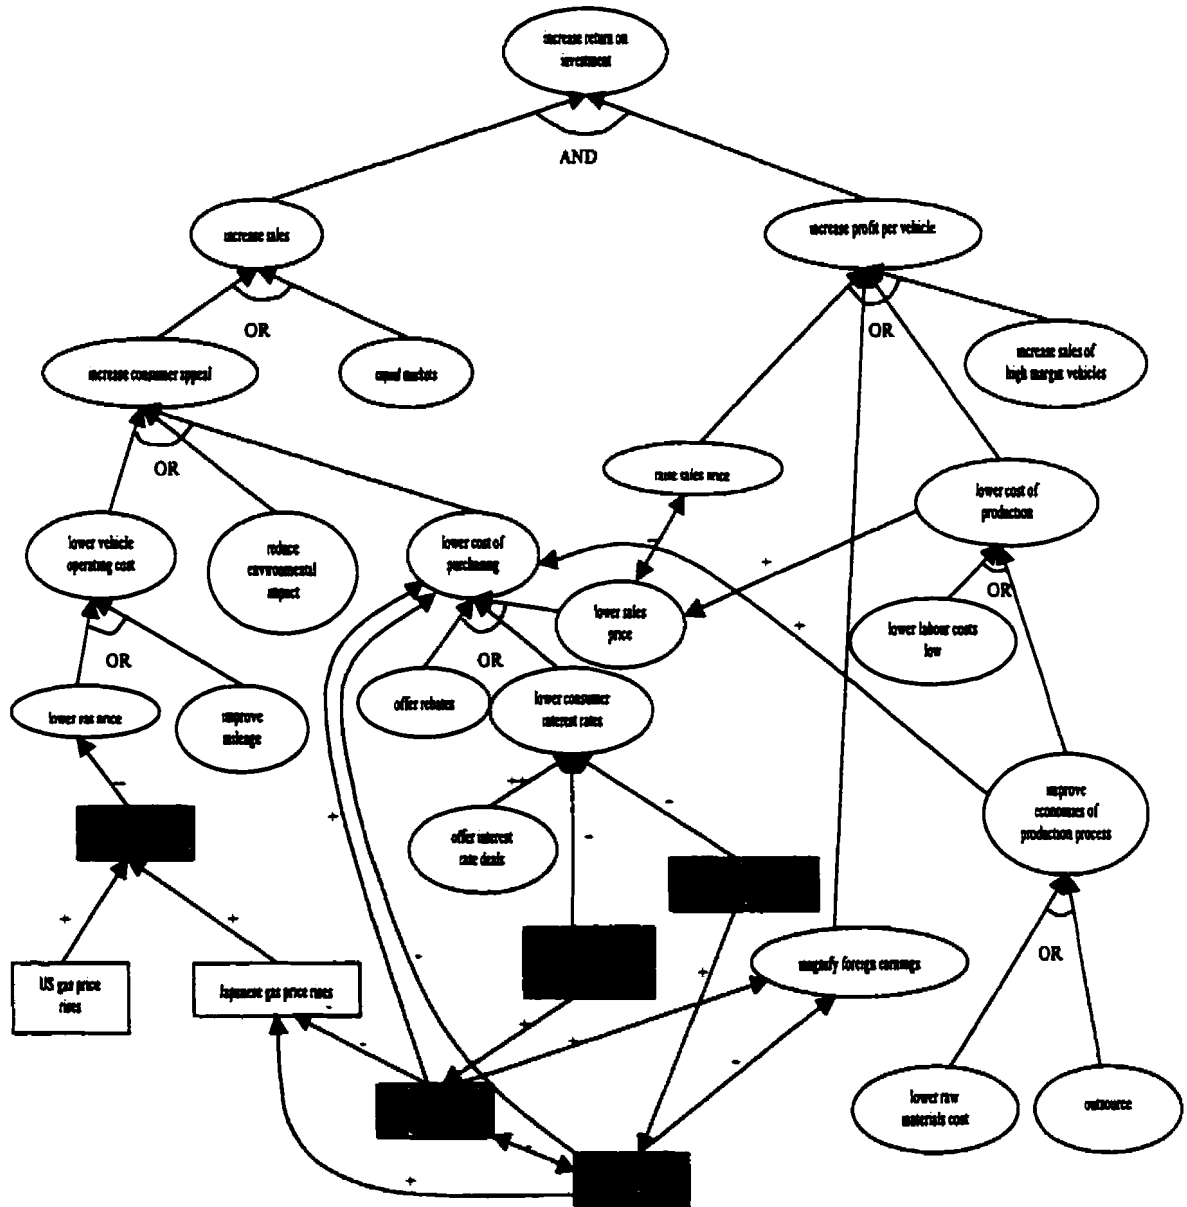 increase return on
investment
AND
increase sales
increase profit per vehicle
OR
OR
increase consumer appeal
expand markets
increase sales of
high margin vehicles
OR
raise sales price
lower cost of
production
lower vehicle
operating cost
reduce
environmental
impact
lower cost of
purchasing
-
+
lower sales
price
OR
+
lower labour costs
low
OR
OR
lower gas price
improve
mileage
offer rebates
lower consumer
interest rates
-
++
-
-
+
offer interest
rate deals
improve
economies of
production process
+
+
-
+
magnify foreign earnings
OR
US gas price
rises
Japanese gas price rises
-
-
+
+
-
lower raw
materials cost
outsource
-
+